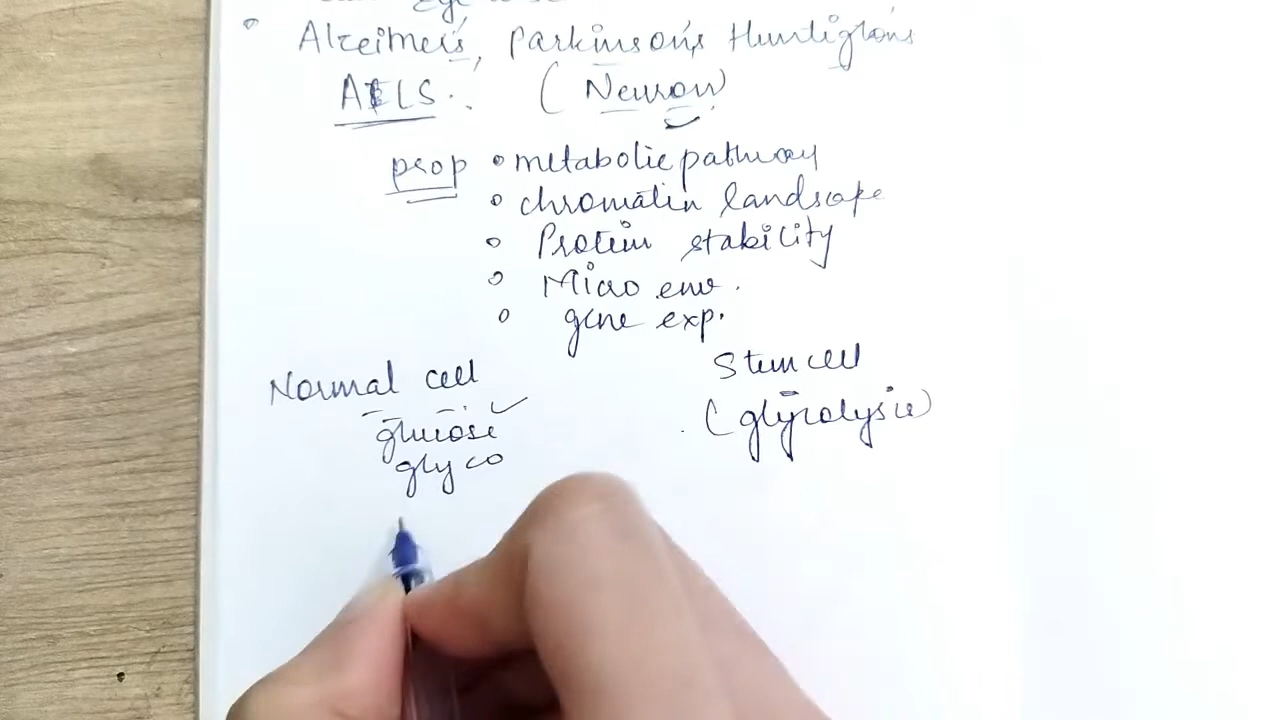 Alzeimer's, Parkinson's Huntigton's
ALS. (Neuron)
prop • metabolic pathway
• chromatin landscape
• Protein stability
• Micro env.
• gene exp.
Normal cell
Stem cell
glucose
(glycolysis)
glyco